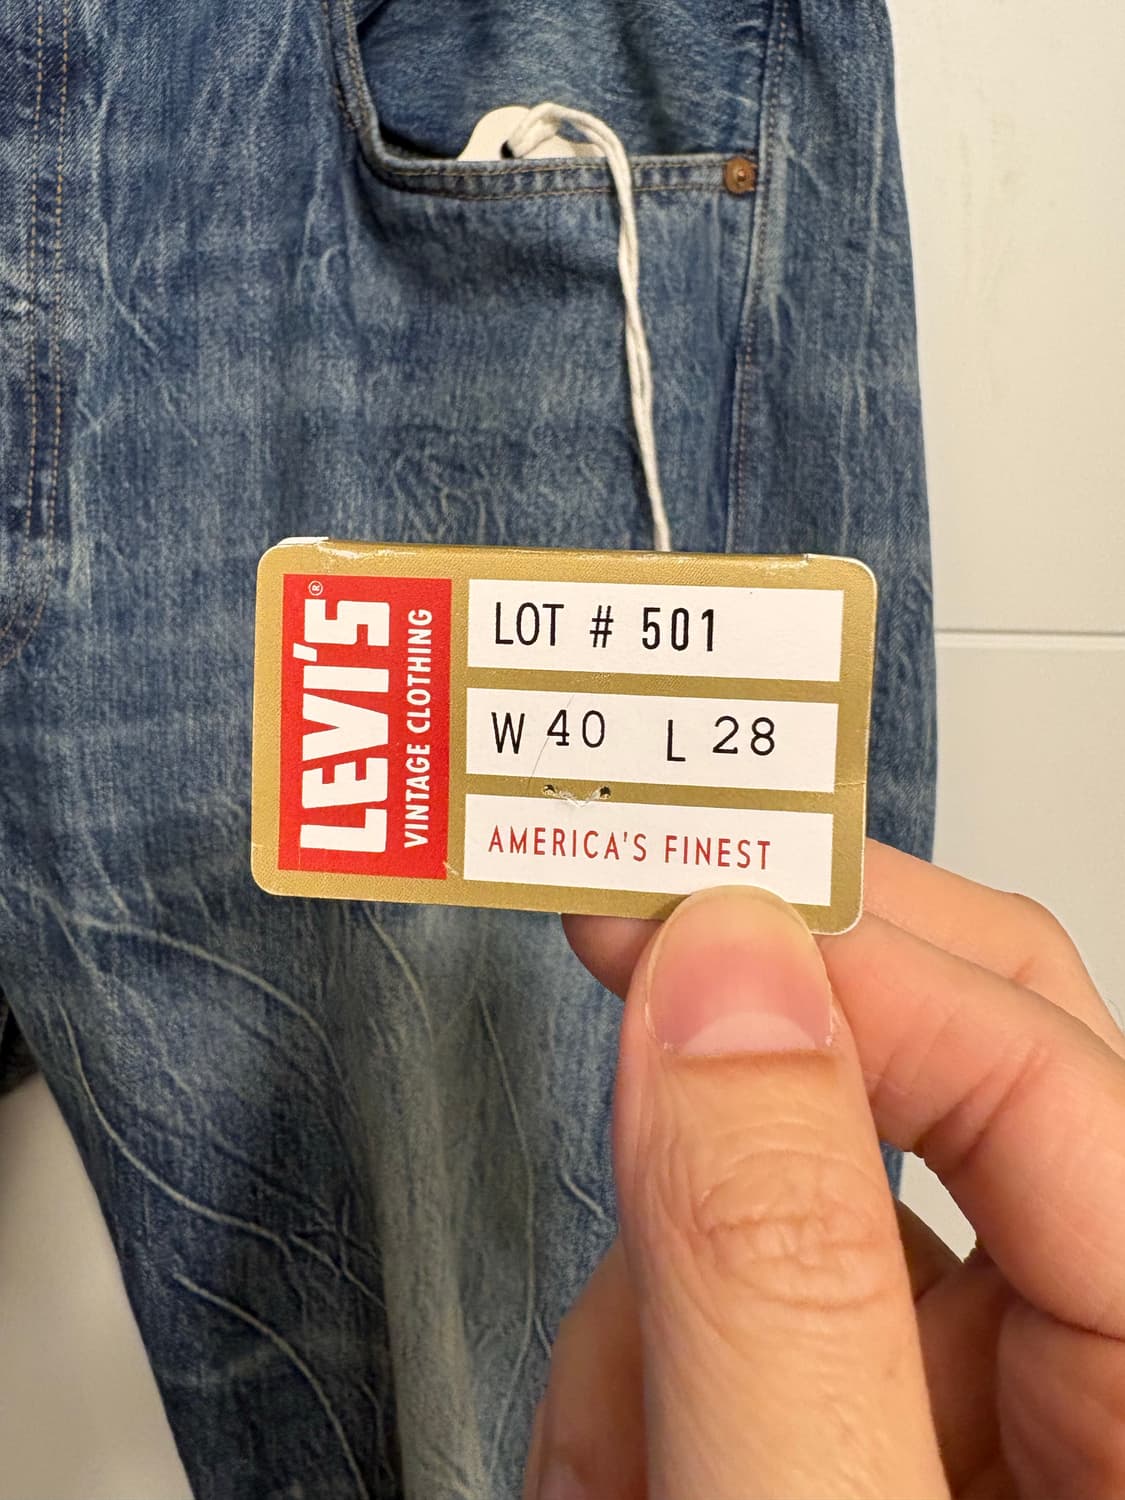 LEVI'S®
VINTAGE CLOTHING
LOT # 501
W 40 L 28
AMERICA'S FINEST